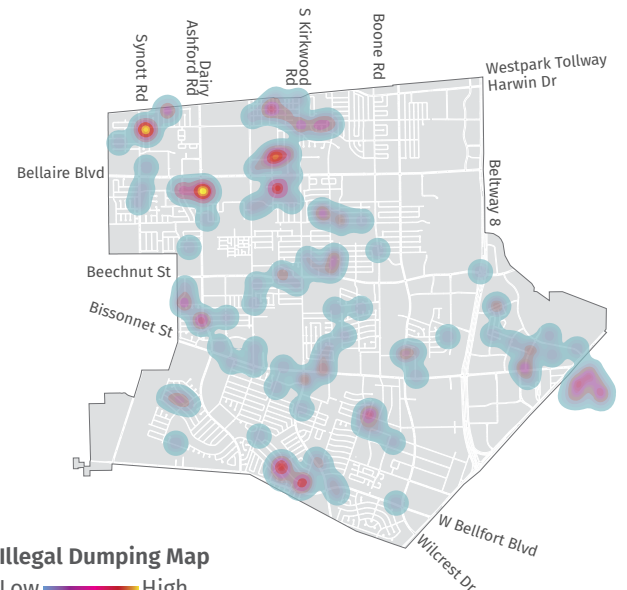 Synott Rd
Dairy
Ashford Rd
S Kirkwood
Rd
Boone Rd
Westpark Tollway
Harwin Dr
Bellaire Blvd
Beltway 8
Beechnut St
Bissonnet St
W Bellfort Blvd
Wilcrest Dr
Illegal Dumping Map
Low High